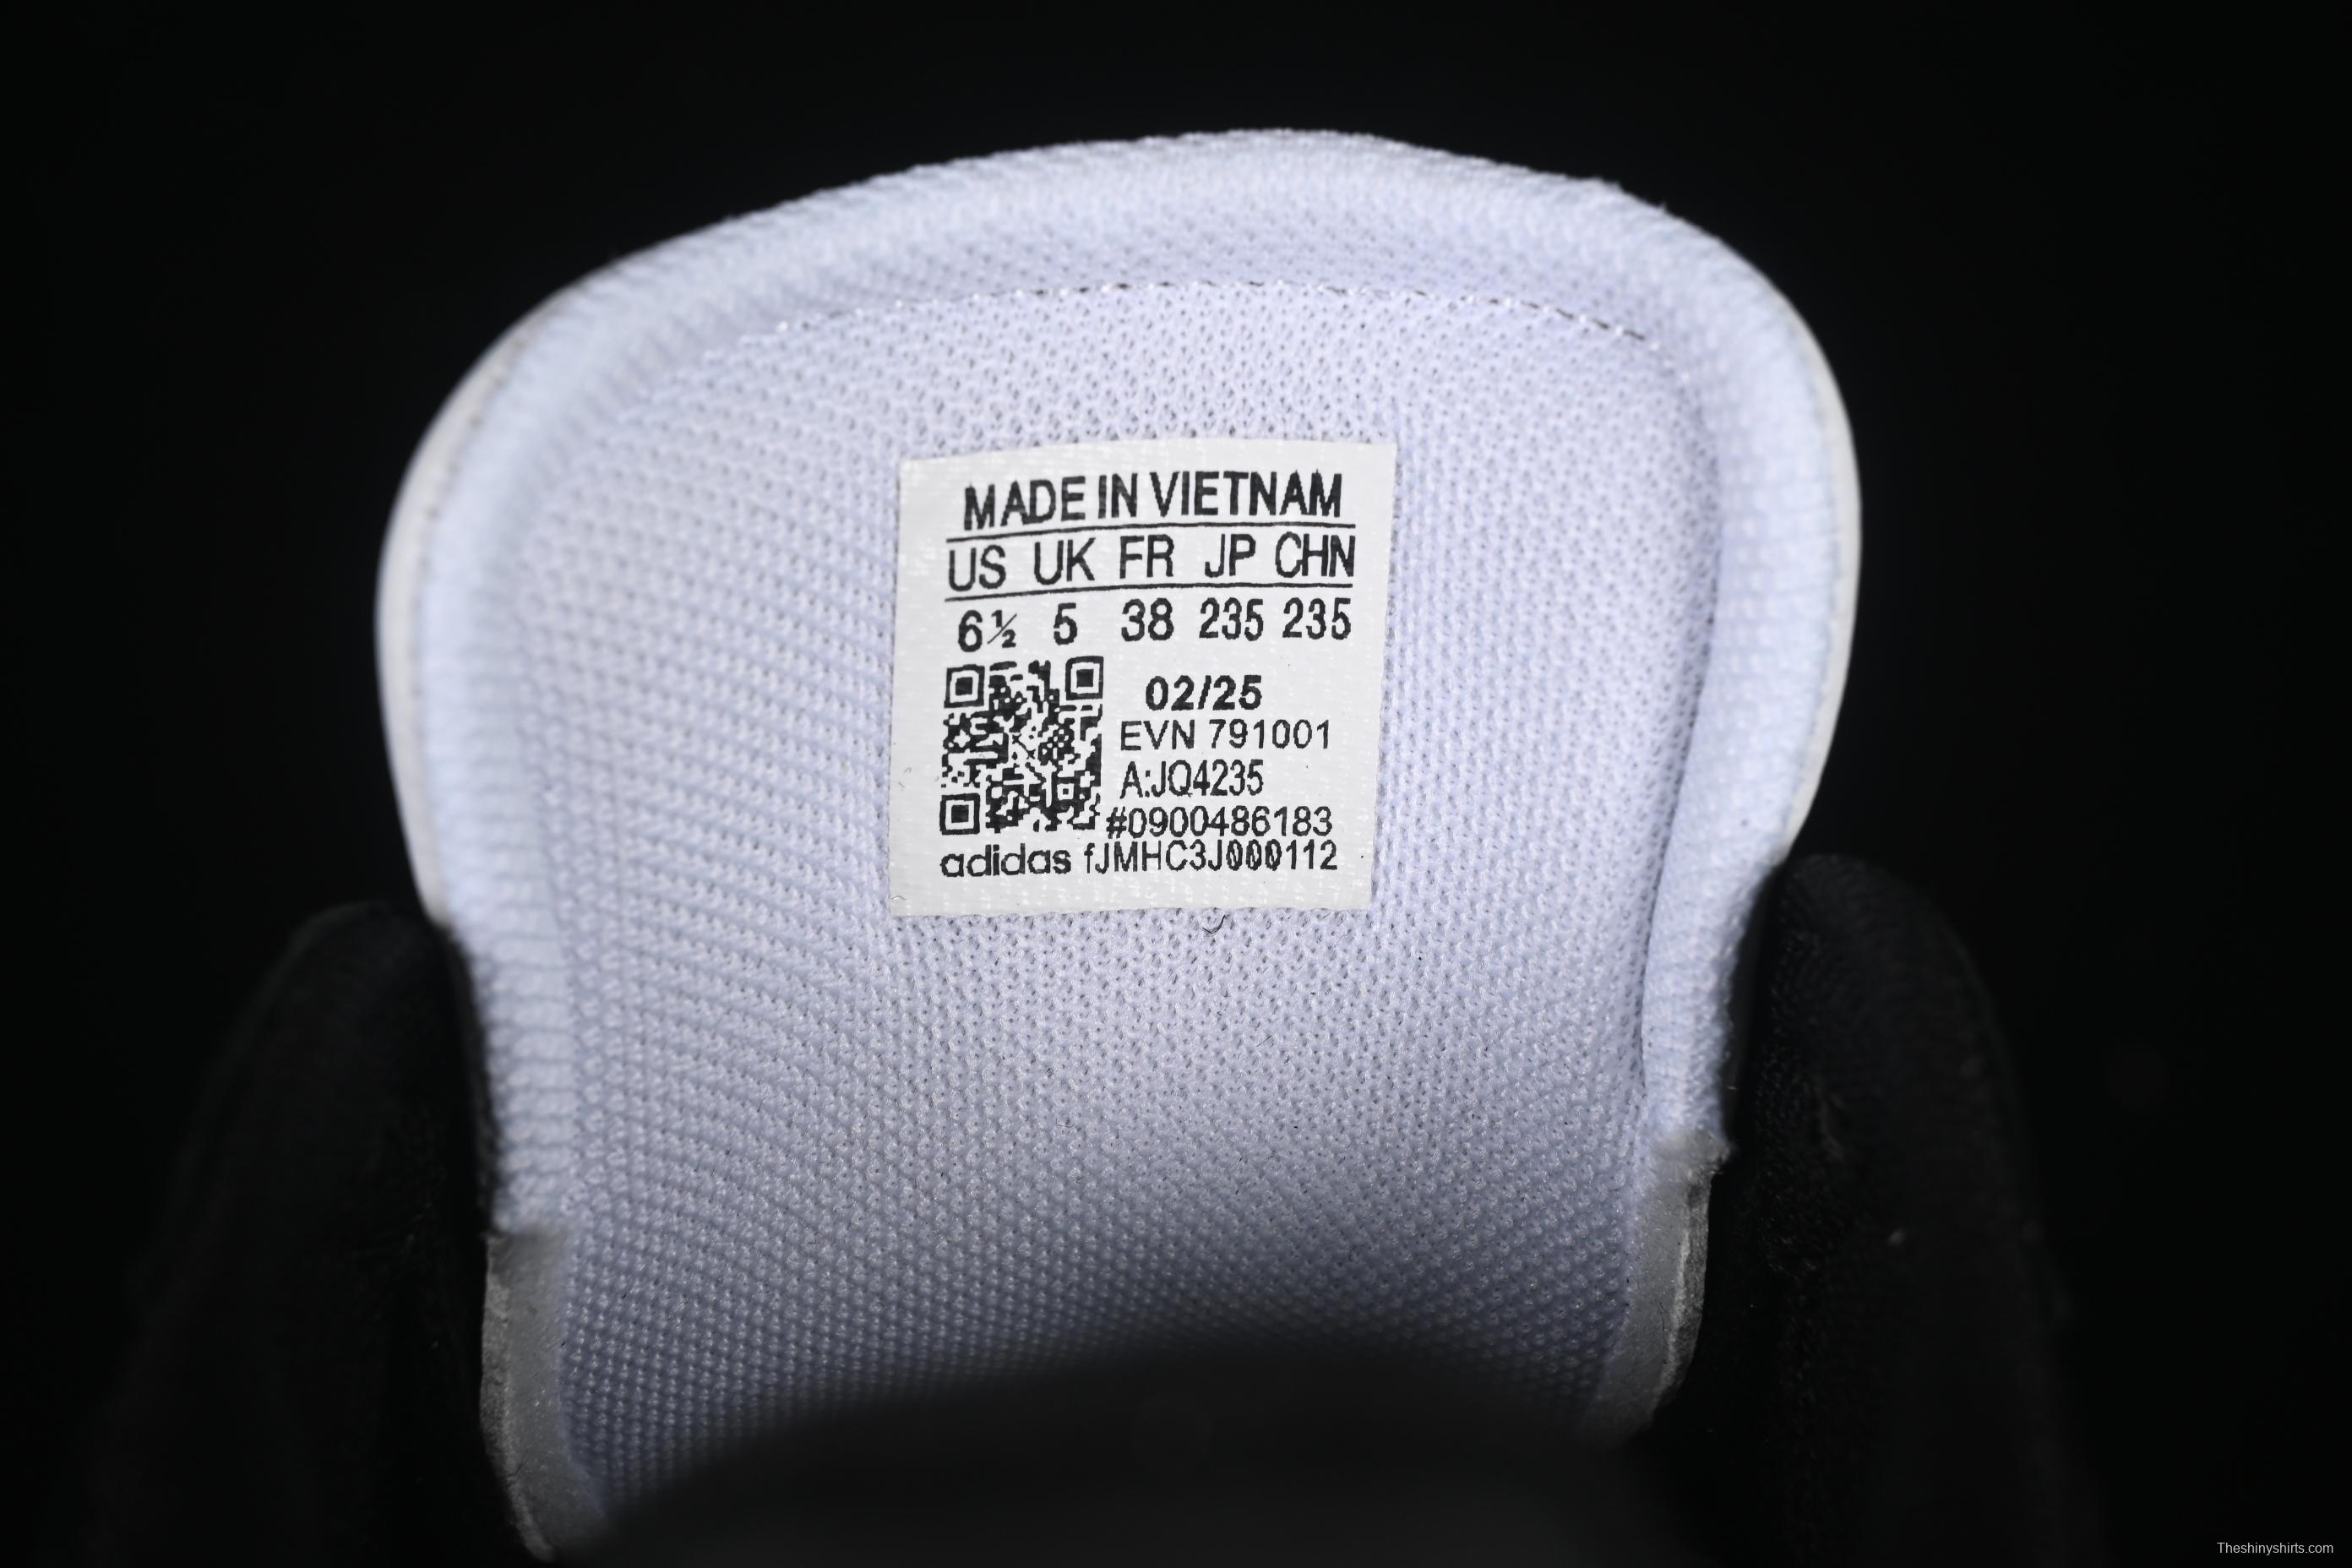 MADE IN VIETNAM
US UK FR JP CHN
6½ 5 38 235 235
02/25
EVN 791001
A:JQ4235
#0900486183
adidas fJMHC3J000112
Theshinyshirts.com